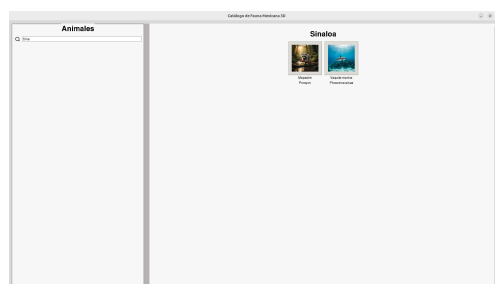 Catálogo de Fauna Mexicana 3D
Animales
Sina
Sinaloa
Mapache
Procyon
Vaquita marina
Phocoena sinus